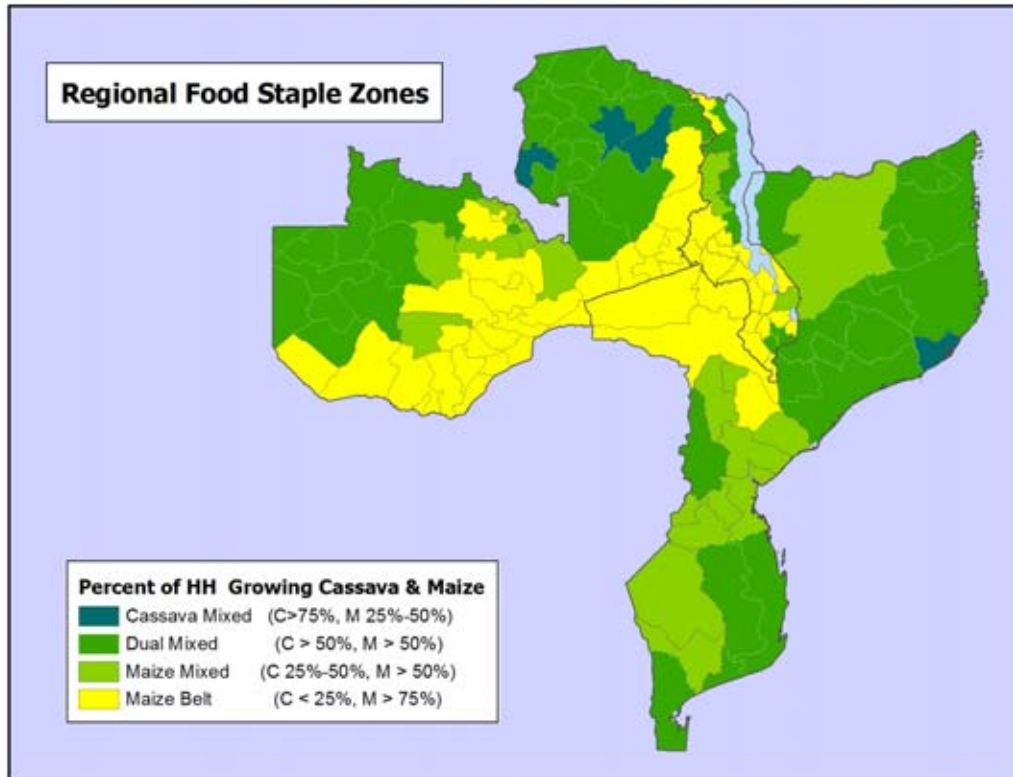 Regional Food Staple Zones
Percent of HH Growing Cassava & Maize
Cassava Mixed (C>75%, M 25%-50%)
Dual Mixed (C > 50%, M > 50%)
Maize Mixed (C 25%-50%, M > 50%)
Maize Belt (C < 25%, M > 75%)